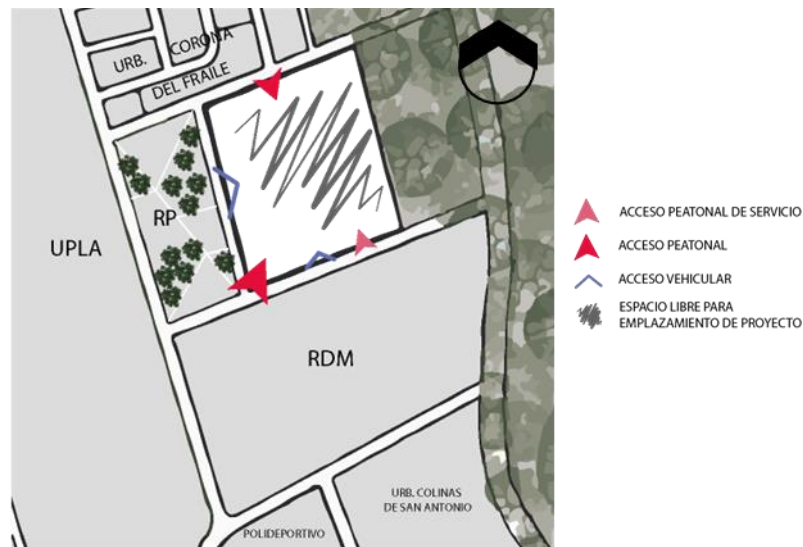 URB. CORONA
DEL FRAILE
RP
UPLA
RDM
URB. COLINAS
DE SAN ANTONIO
POLIDEPORTIVO
ACCESO PEATONAL DE SERVICIO
ACCESO PEATONAL
ACCESO VEHICULAR
ESPACIO LIBRE PARA
EMPLAZAMIENTO DE PROYECTO